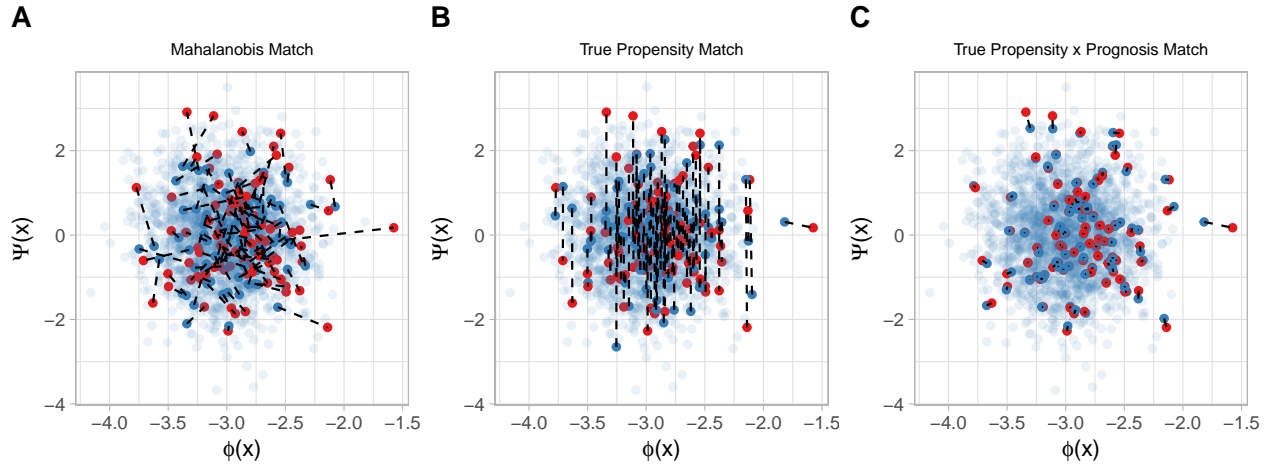 A
Mahalanobis Match
Ψ(x)
2
0
−2
−4
−4.0 −3.5 −3.0 −2.5 −2.0 −1.5
ϕ(x)
B
True Propensity Match
Ψ(x)
2
0
−2
−4
−4.0 −3.5 −3.0 −2.5 −2.0 −1.5
ϕ(x)
C
True Propensity x Prognosis Match
Ψ(x)
2
0
−2
−4
−4.0 −3.5 −3.0 −2.5 −2.0 −1.5
ϕ(x)